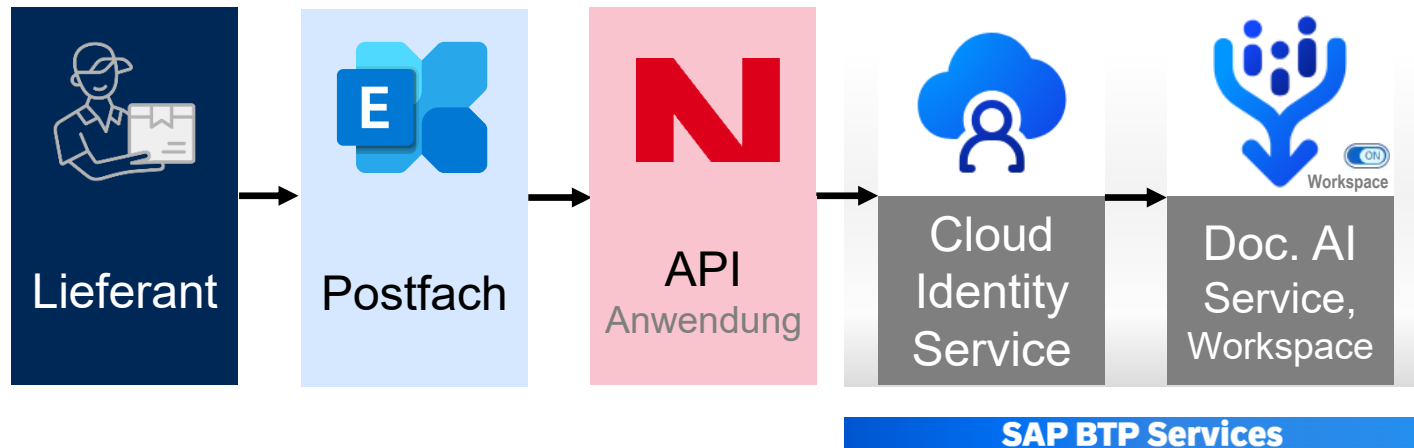 Lieferant
E
Postfach
N
API
Anwendung
Cloud
Identity
Service
ON
Workspace
Doc. AI
Service,
Workspace
SAP BTP Services